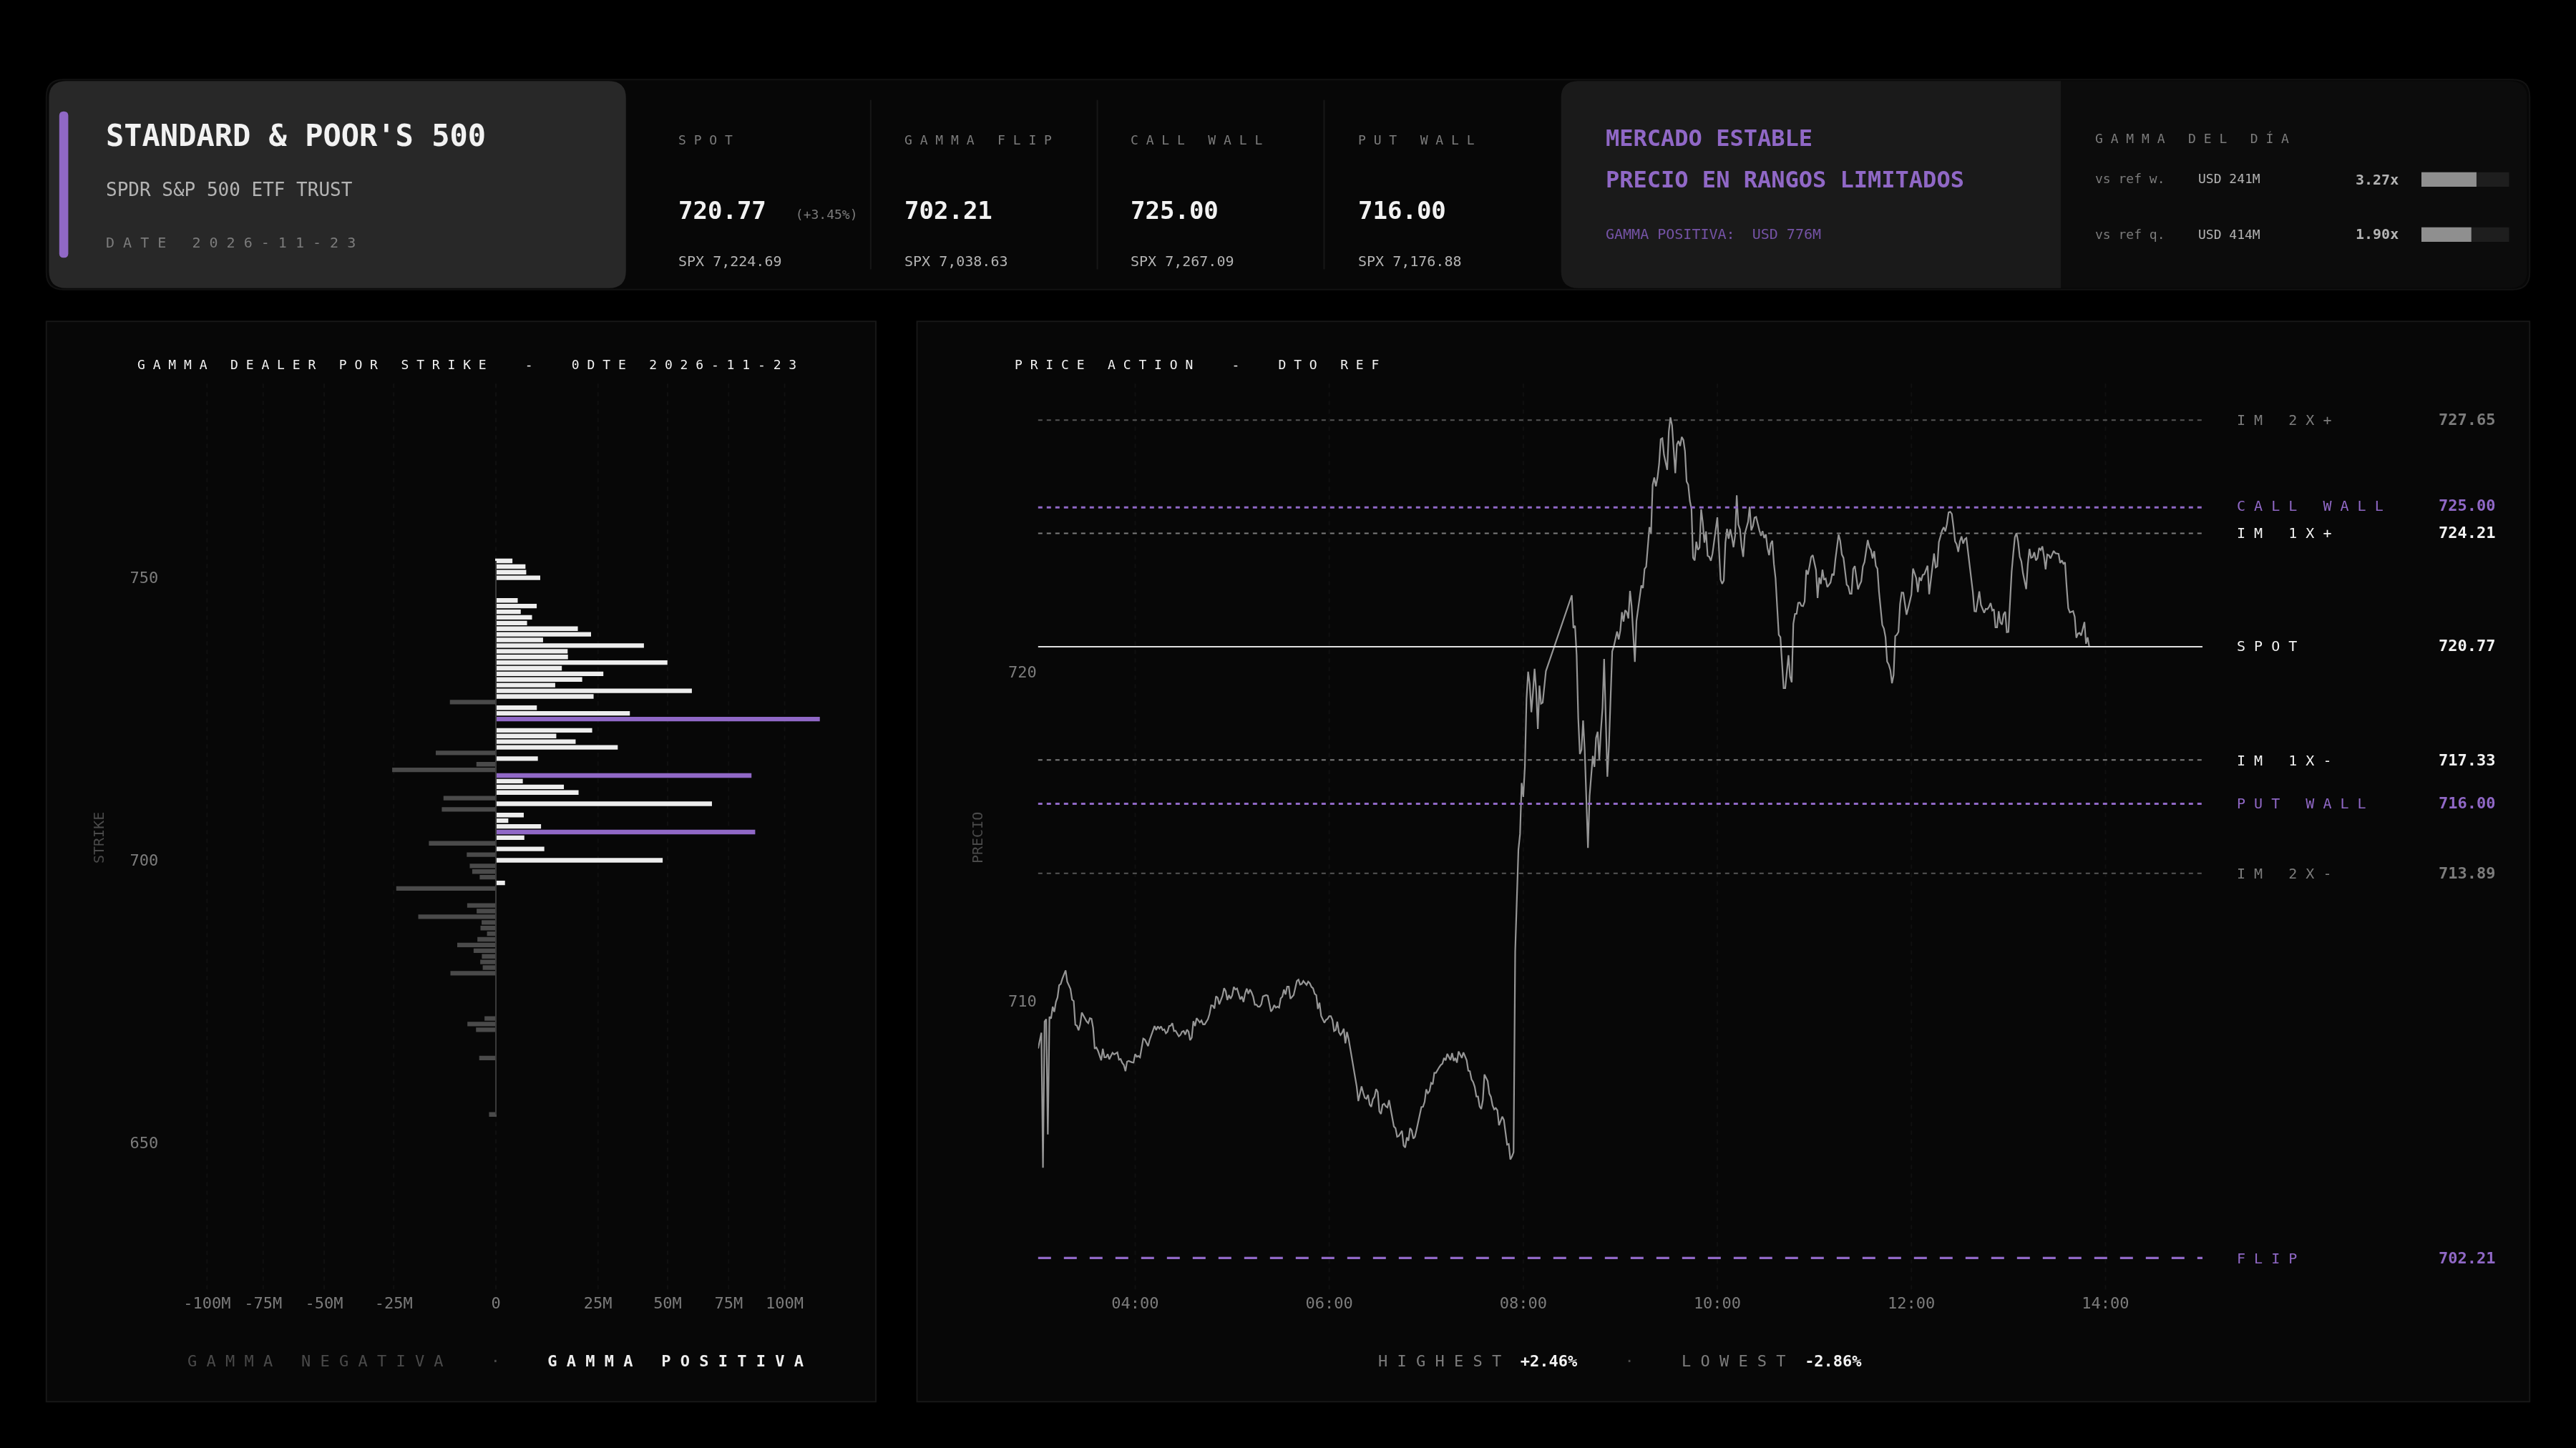 STANDARD & POOR'S 500
SPDR S&P 500 ETF TRUST
DATE 2026-11-23
SPOT
720.77 (+3.45%)
SPX 7,224.69
GAMMA FLIP
702.21
SPX 7,038.63
CALL WALL
725.00
SPX 7,267.09
PUT WALL
716.00
SPX 7,176.88
MERCADO ESTABLE
PRECIO EN RANGOS LIMITADOS
GAMMA POSITIVA: USD 776M
GAMMA DEL DÍA
vs ref w. USD 241M 3.27x
vs ref q. USD 414M 1.90x
GAMMA DEALER POR STRIKE - 0DTE 2026-11-23
STRIKE
750
700
650
-100M -75M -50M -25M 0 25M 50M 75M 100M
GAMMA NEGATIVA · GAMMA POSITIVA
PRICE ACTION - DTO REF
PRECIO
720
710
IM 2X+ 727.65
CALL WALL 725.00
IM 1X+ 724.21
SPOT 720.77
IM 1X- 717.33
PUT WALL 716.00
IM 2X- 713.89
FLIP 702.21
04:00 06:00 08:00 10:00 12:00 14:00
HIGHEST +2.46% · LOWEST -2.86%